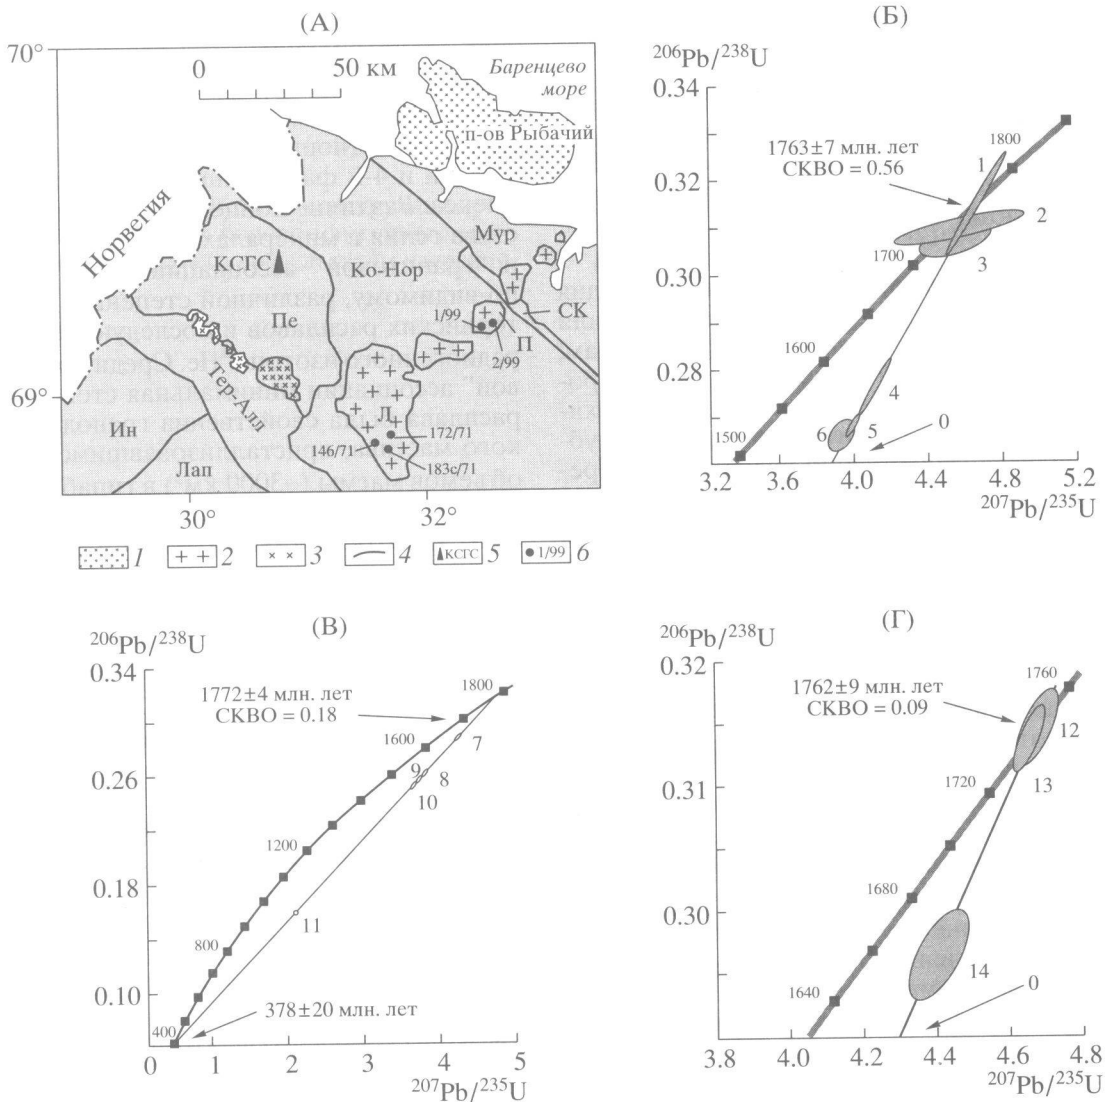 (А)
70°
0 50 км
Баренцево
море
п-ов Рыбачий
Норвегия
Мур
КСГС
Ко-Нор
1/99
СК
Пе
П
2/99
69°
Тер-Алл
Л
Ин
146/71
172/71
Лап
183с/71
30° 32°
1 2 3 4 КСГС 5 1/99 6
(Б)
206Pb/238U
0.34
1800
1763±7 млн. лет
СКВО = 0.56
1
0.32
2
1700
3
0.30
1600
0.28
4
0
6 5
1500
3.2 3.6 4.0 4.4 4.8 5.2
207Pb/235U
(В)
206Pb/238U
0.34
1800
1772±4 млн. лет
СКВО = 0.18
1600
7
0.26
9
8
10
1200
0.18
11
800
0.10
378±20 млн. лет
400
0 1 2 3 4 5
207Pb/235U
(Г)
206Pb/238U
0.32
1760
1762±9 млн. лет
СКВО = 0.09
12
13
1720
0.31
1680
0.30
14
0
1640
3.8 4.0 4.2 4.4 4.6 4.8
207Pb/235U